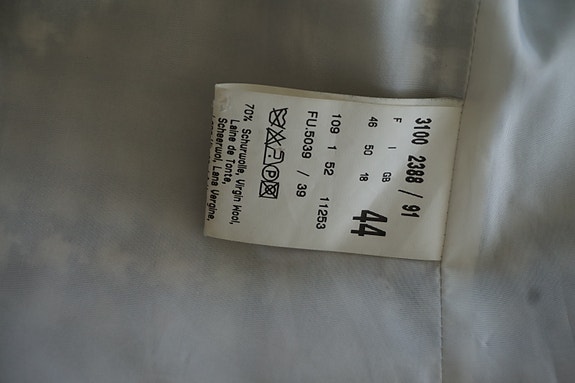 3100 2388 / 91
F I GB
46 50 18 44
109 1 52 11253
FU.5039 / 39
70% Schurwolle, Virgin Wool,
Laine de Tonte,
Scheerwol, Lana Vergine,